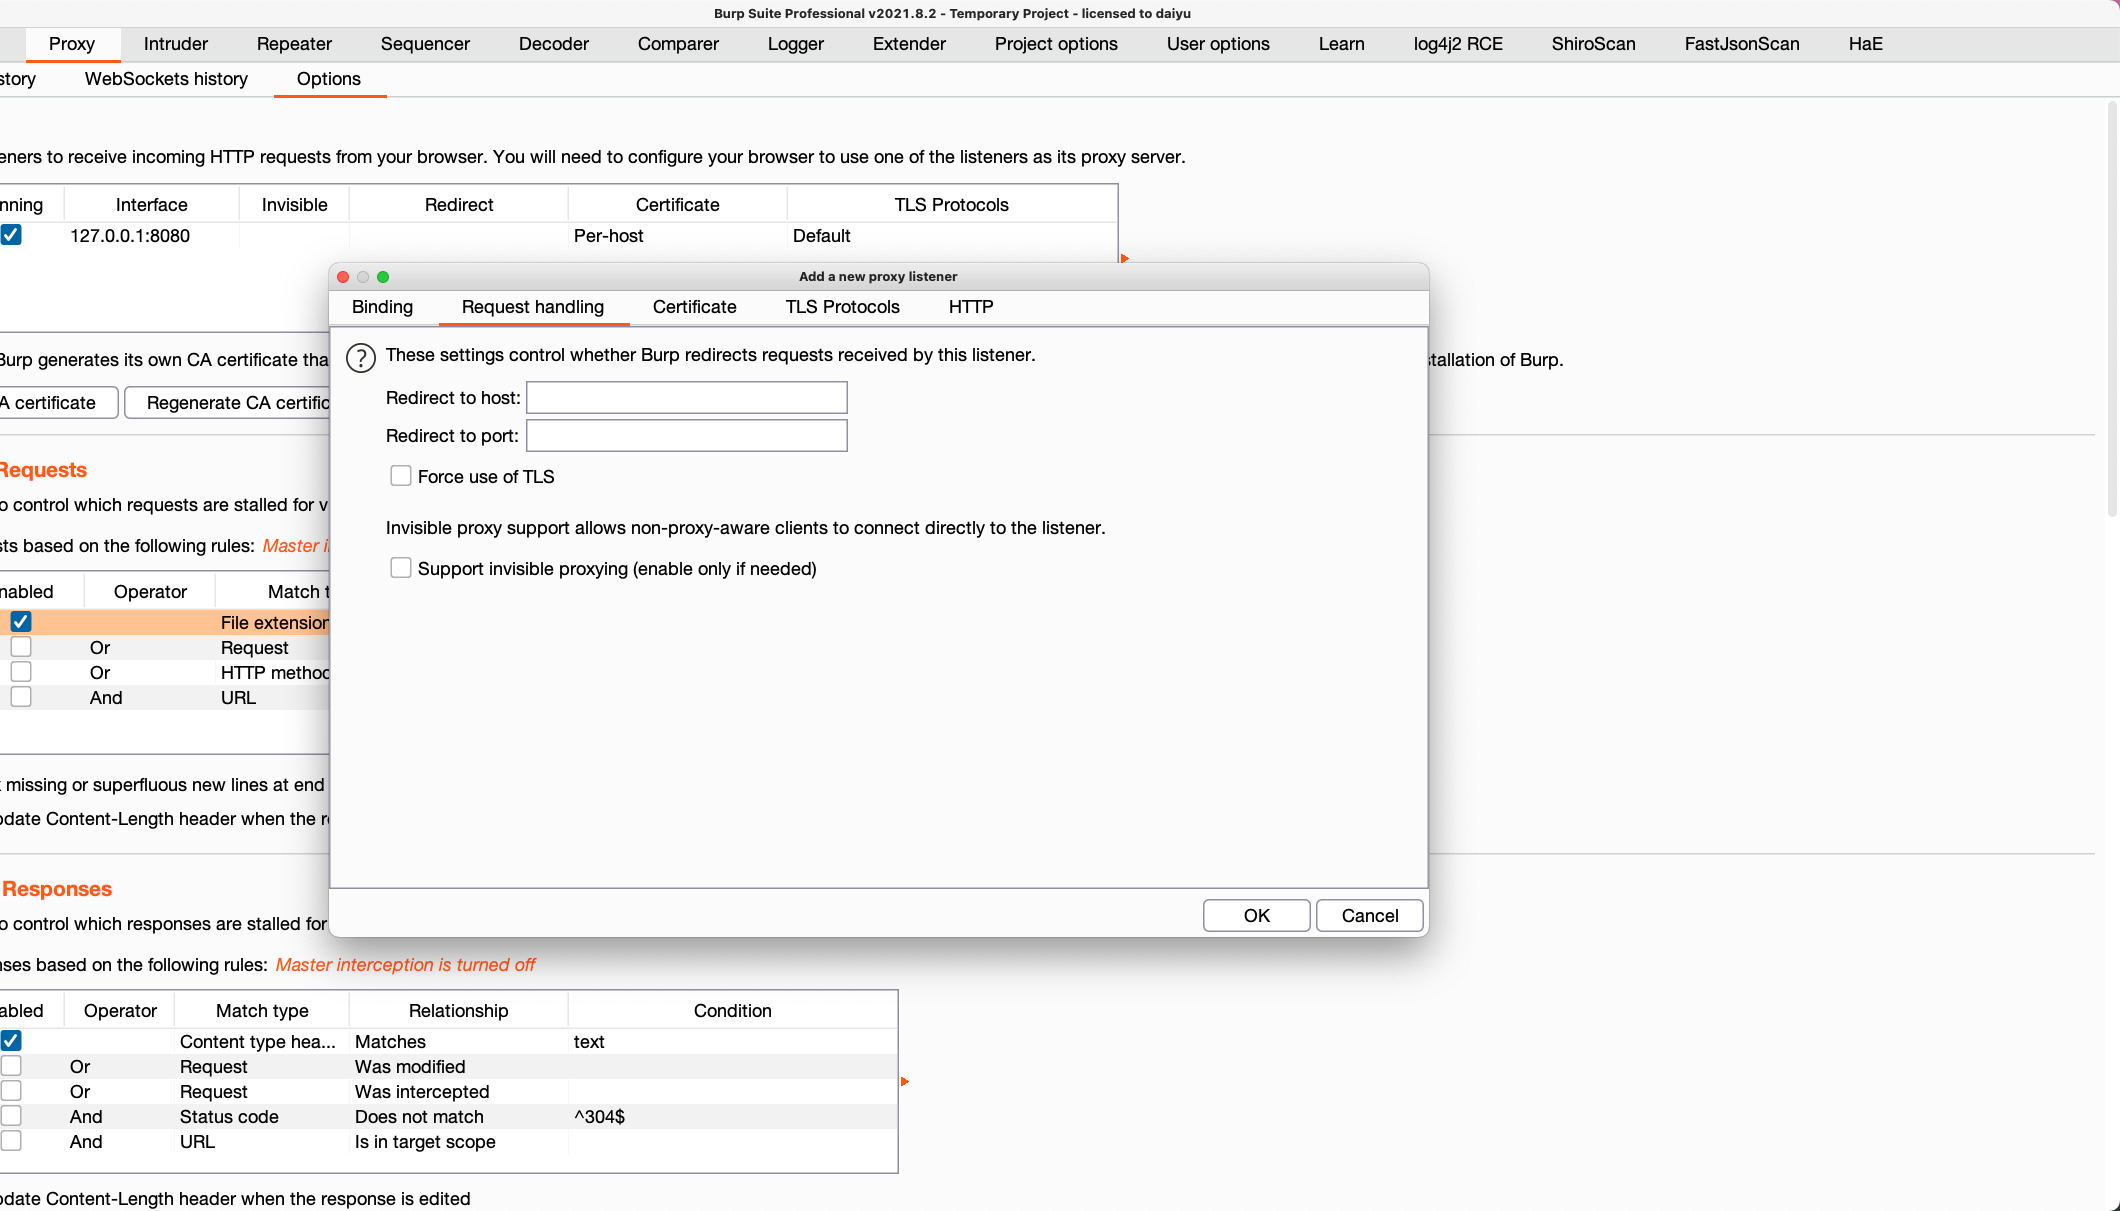 Burp Suite Professional v2021.8.2 - Temporary Project - licensed to daiyu
Proxy Intruder Repeater Sequencer Decoder Comparer Logger Extender Project options User options Learn log4j2 RCE ShiroScan FastJsonScan HaE
story WebSockets history Options
eners to receive incoming HTTP requests from your browser. You will need to configure your browser to use one of the listeners as its proxy server.
nning Interface Invisible Redirect Certificate TLS Protocols
127.0.0.1:8080 Per-host Default
Add a new proxy listener
Binding Request handling Certificate TLS Protocols HTTP
These settings control whether Burp redirects requests received by this listener.
Redirect to host:
Redirect to port:
Force use of TLS
Invisible proxy support allows non-proxy-aware clients to connect directly to the listener.
Support invisible proxying (enable only if needed)
OK Cancel
Burp generates its own CA certificate tha
stallation of Burp.
A certificate Regenerate CA certific
Requests
o control which requests are stalled for v
sts based on the following rules: Master i
nabled Operator Match t
File extension
Or Request
Or HTTP method
And URL
missing or superfluous new lines at end
pdate Content-Length header when the r
Responses
o control which responses are stalled for
nses based on the following rules: Master interception is turned off
abled Operator Match type Relationship Condition
Content type hea... Matches text
Or Request Was modified
Or Request Was intercepted
And Status code Does not match ^304$
And URL Is in target scope
pdate Content-Length header when the response is edited